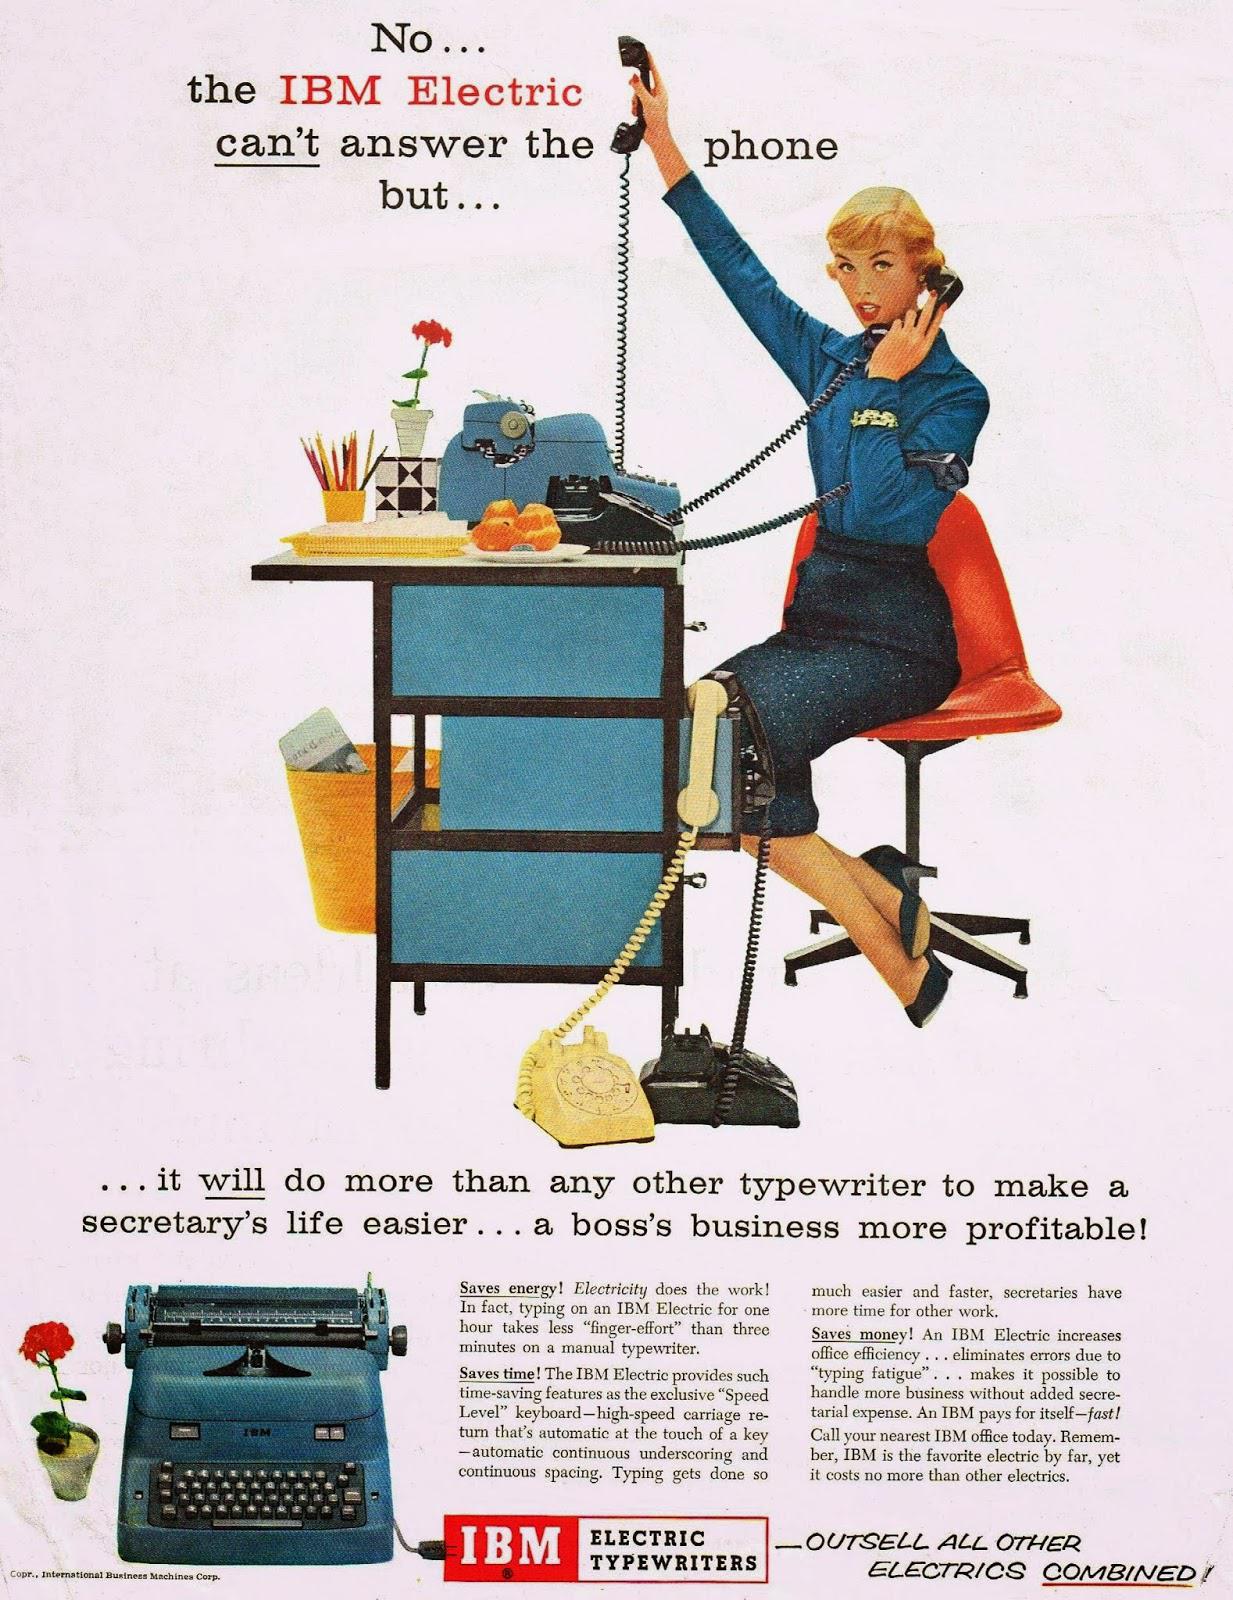 No...
the IBM Electric
can't answer the phone
but...
...it will do more than any other typewriter to make a
secretary's life easier...a boss's business more profitable!
Saves energy! Electricity does the work!
In fact, typing on an IBM Electric for one
hour takes less "finger-effort" than three
minutes on a manual typewriter.
Saves time! The IBM Electric provides such
time-saving features as the exclusive "Speed
Level" keyboard—high-speed carriage re-
turn that's automatic at the touch of a key
—automatic continuous underscoring and
continuous spacing. Typing gets done so
much easier and faster, secretaries have
more time for other work.
Saves money! An IBM Electric increases
office efficiency . . . eliminates errors due to
"typing fatigue" . . . makes it possible to
handle more business without added secre-
tarial expense. An IBM pays for itself—fast!
Call your nearest IBM office today. Remem-
ber, IBM is the favorite electric by far, yet
it costs no more than other electrics.
IBM
IBM ®
ELECTRIC
TYPEWRITERS
—OUTSELL ALL OTHER
ELECTRICS COMBINED!
Copr., International Business Machines Corp.